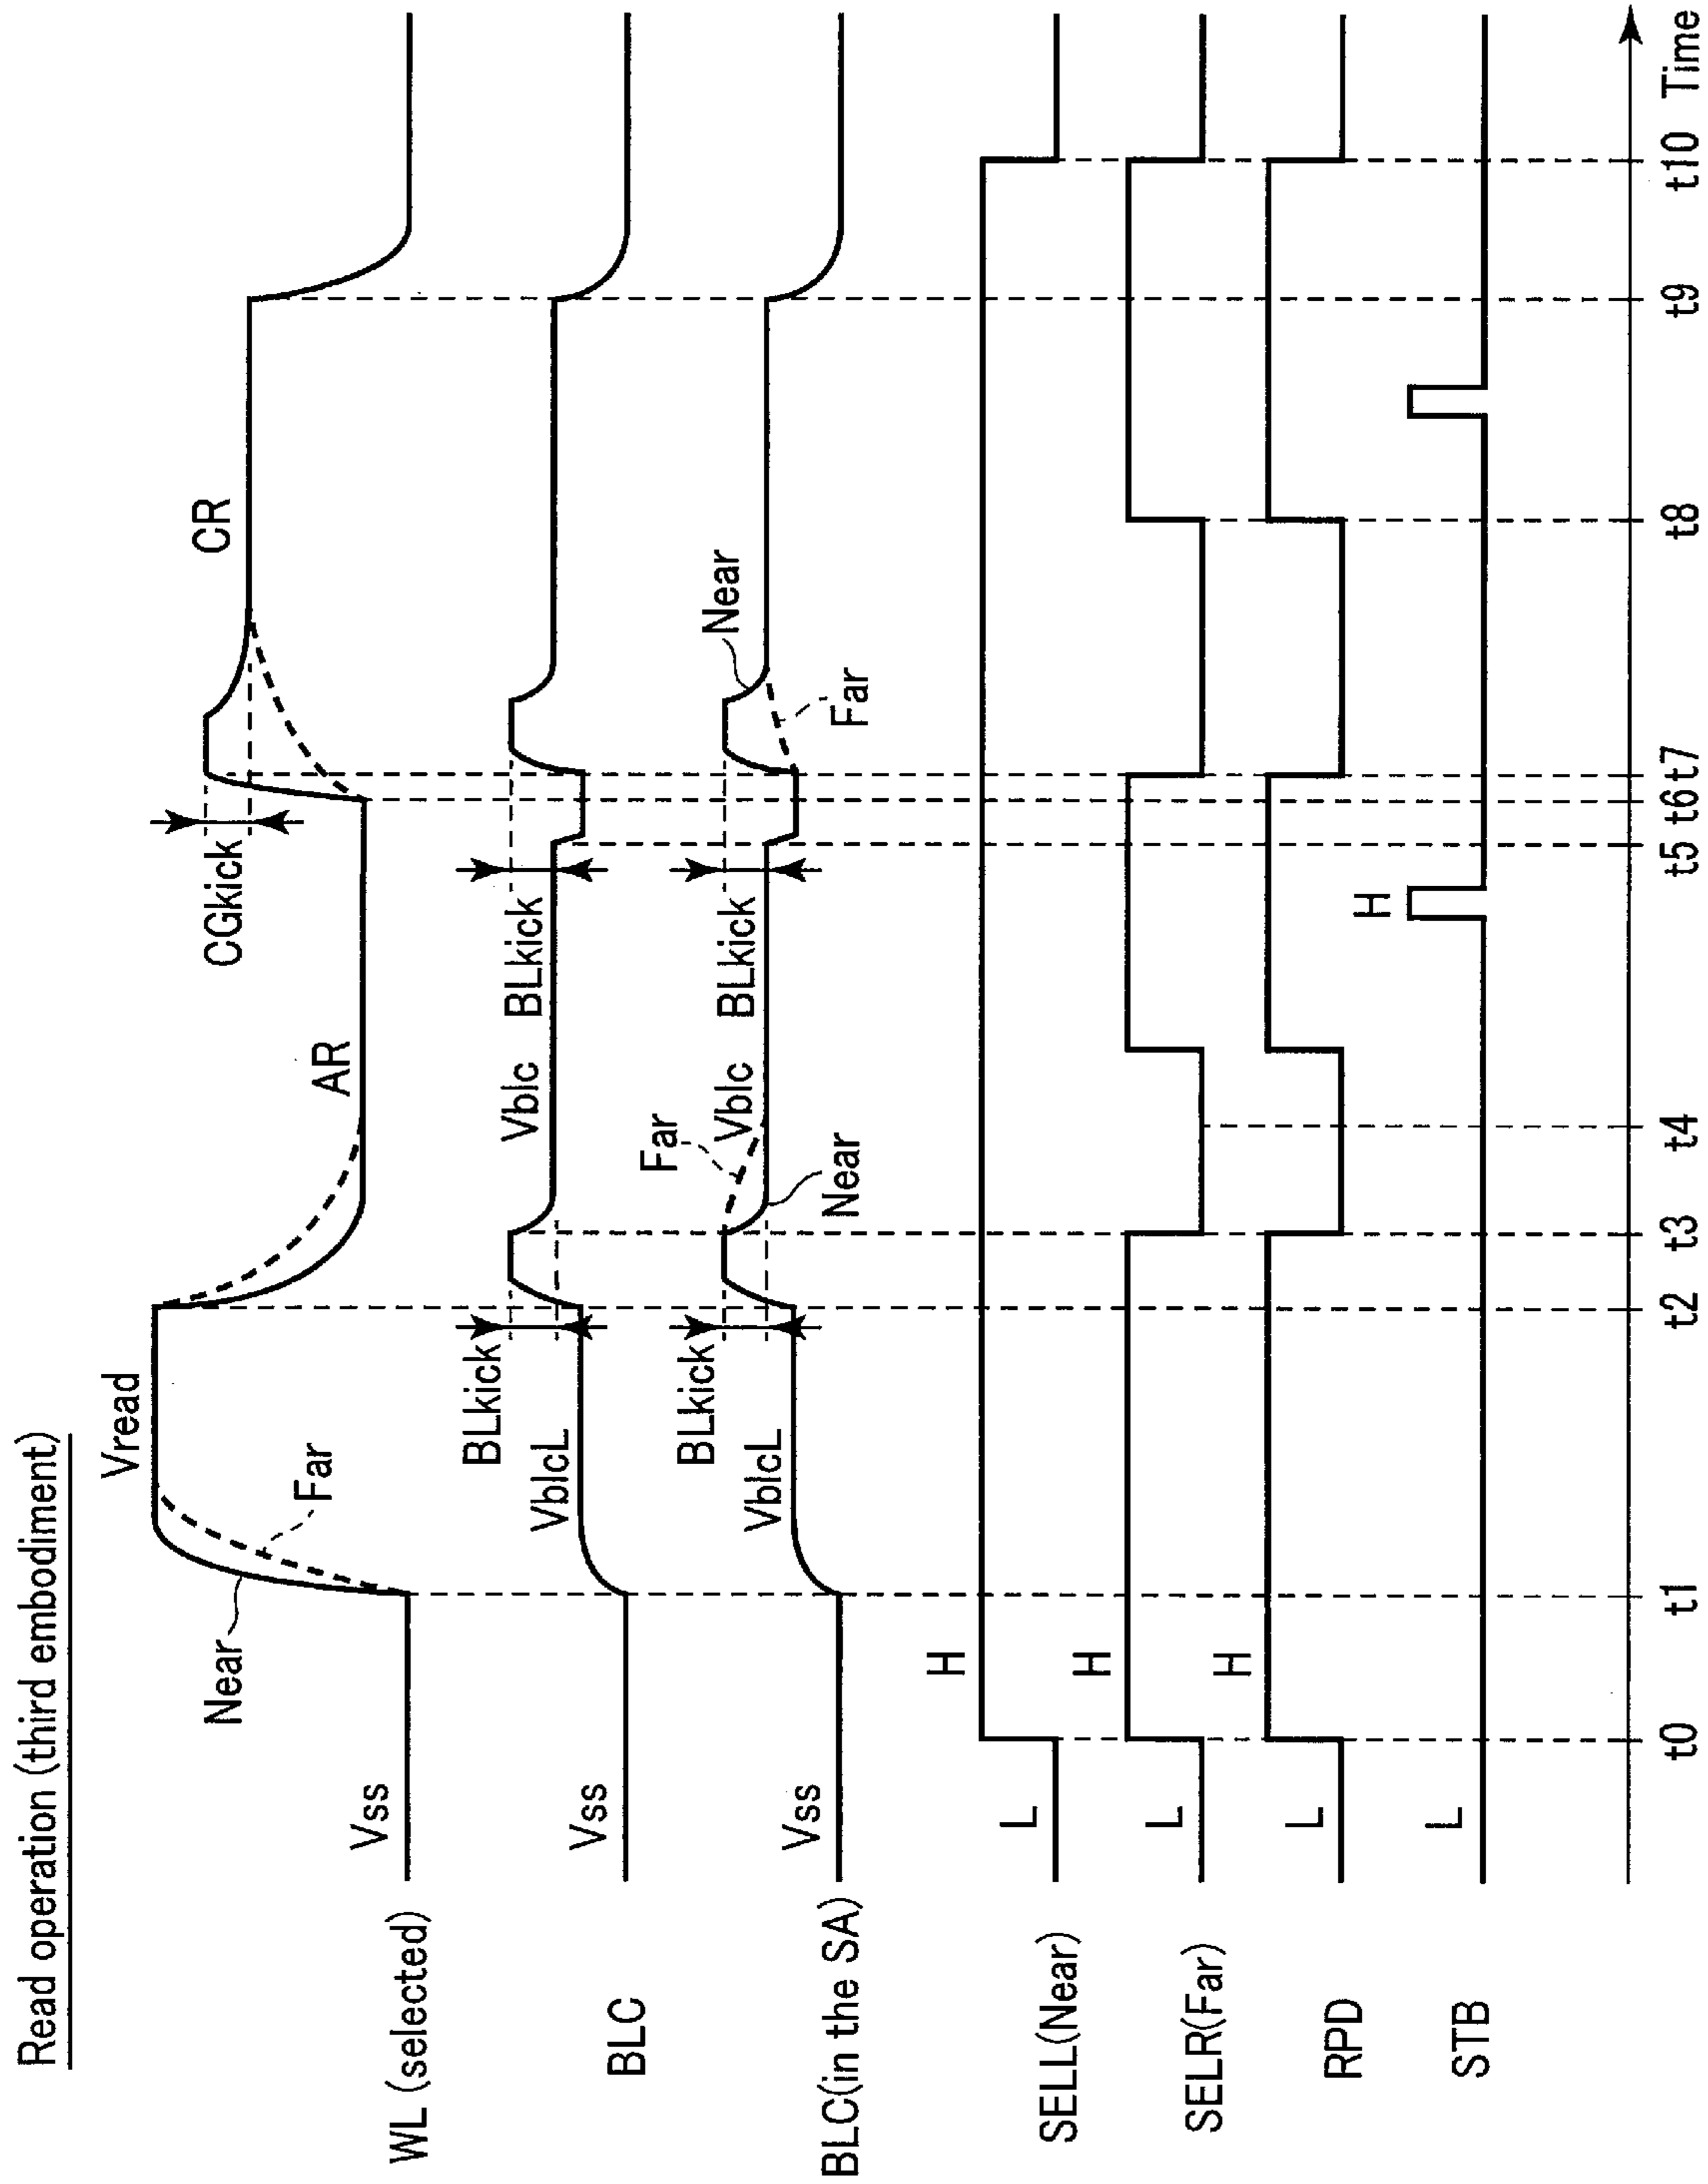 Read operation (third embodiment)
WL (selected)
Vss
Near
Far
Vread
AR
CGkick
CR
BLC
Vss
VblcL
BLkick
Vblc
BLkick
BLC(in the SA)
Vss
VblcL
BLkick
Near
Far
Vblc
BLkick
Far
Near
SELL(Near)
L
H
SELR(Far)
L
H
RPD
L
H
STB
L
H
t0 t1 t2 t3 t4 t5 t6 t7 t8 t9 t10 Time